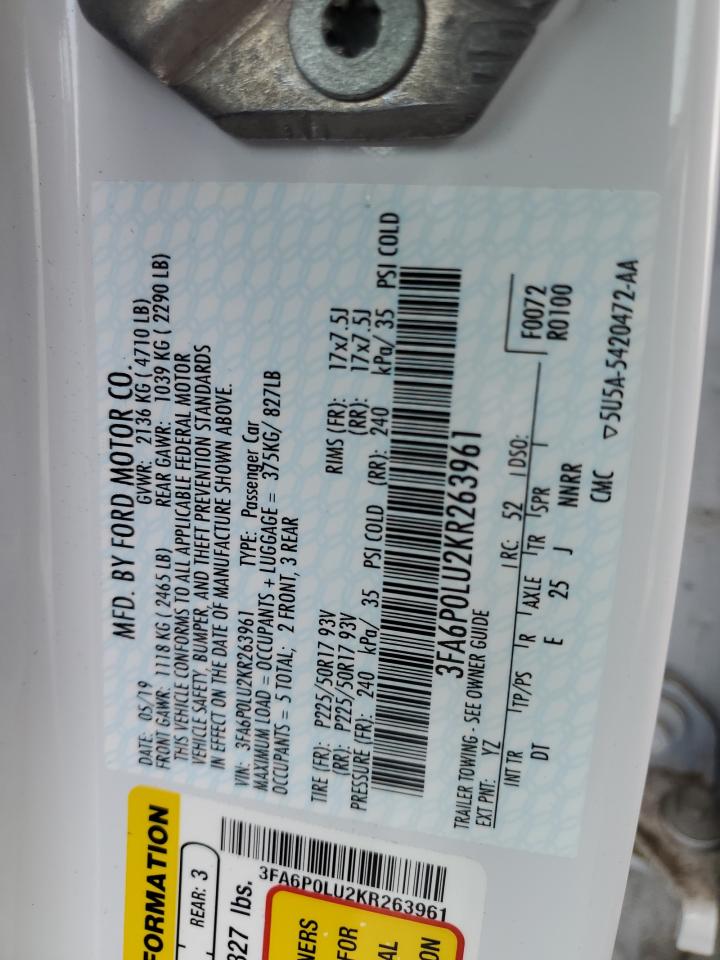 MFD. BY FORD MOTOR CO.
DATE: 05/19 GVWR: 2136 KG ( 4710 LB)
FRONT GAWR: 1118 KG ( 2465 LB) REAR GAWR: 1039 KG ( 2290 LB)
THIS VEHICLE CONFORMS TO ALL APPLICABLE FEDERAL MOTOR
VEHICLE SAFETY, BUMPER, AND THEFT PREVENTION STANDARDS
IN EFFECT ON THE DATE OF MANUFACTURE SHOWN ABOVE.
VIN: 3FA6P0LU2KR263961 TYPE: Passenger Car
MAXIMUM LOAD = OCCUPANTS + LUGGAGE = 375KG/ 827LB
OCCUPANTS = 5 TOTAL; 2 FRONT, 3 REAR
TIRE (FR): P225/50R17 93V RIMS (FR): 17x7.5J
(RR): P225/50R17 93V (RR): 17x7.5J
PRESSURE (FR): 240 kPa/ 35 PSI COLD (RR): 240 kPa/ 35 PSI COLD
3FA6P0LU2KR263961
TRAILER TOWING - SEE OWNER GUIDE
EXT PNT: YZ RC: 52 DSO:
F0072
R0100
INT TR TP/PS R AXLE TR SPR
DT E 25 J NNRR
CMC ▽5U5A-5420472-AA
FORMATION
REAR: 3
827 lbs.
3FA6P0LU2KR263961
NERS
FOR
AL
ON